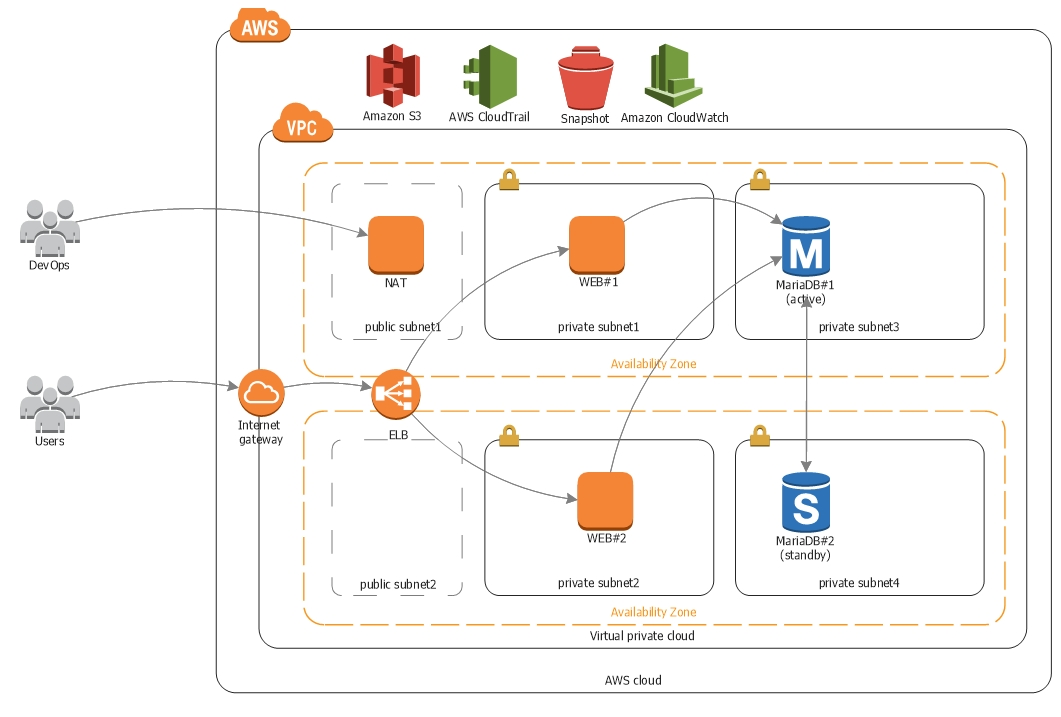 AWS
Amazon S3
AWS CloudTrail
Snapshot
Amazon CloudWatch
VPC
DevOps
NAT
WEB#1
M
MariaDB#1
(active)
public subnet1
private subnet1
private subnet3
Availability Zone
Users
Internet
gateway
ELB
WEB#2
S
MariaDB#2
(standby)
public subnet2
private subnet2
private subnet4
Availability Zone
Virtual private cloud
AWS cloud